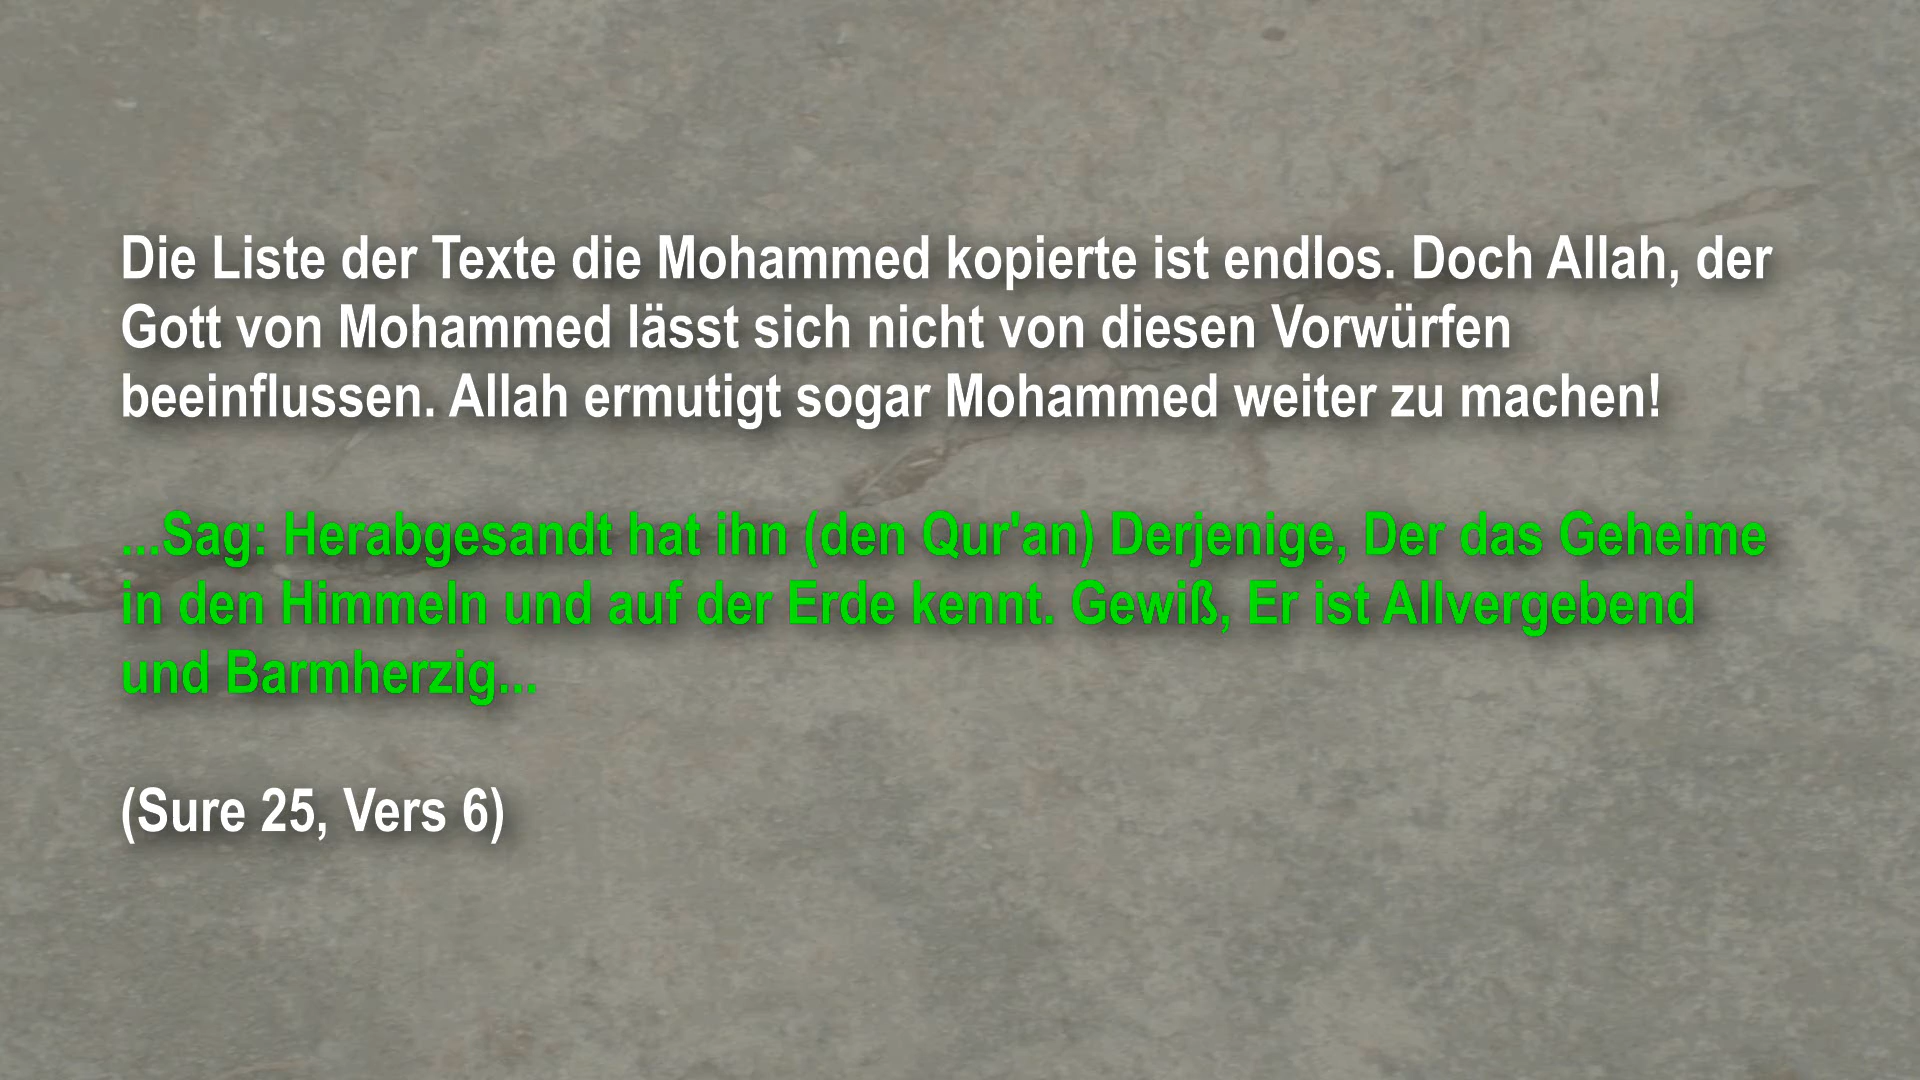 Die Liste der Texte die Mohammed kopierte ist endlos. Doch Allah, der
Gott von Mohammed lässt sich nicht von diesen Vorwürfen
beeinflussen. Allah ermutigt sogar Mohammed weiter zu machen!
...Sag: Herabgesandt hat ihn (den Qur'an) Derjenige, Der das Geheime
in den Himmeln und auf der Erde kennt. Gewiß, Er ist Allvergebend
und Barmherzig...
(Sure 25, Vers 6)